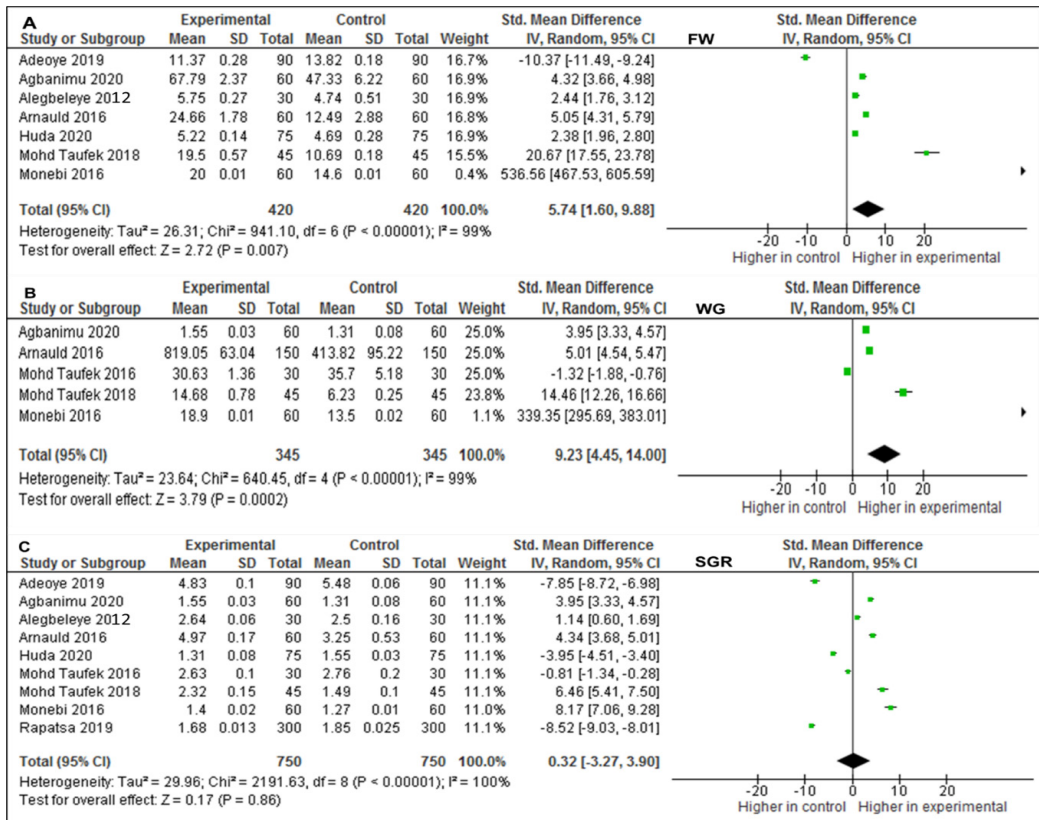 A Experimental Control Std. Mean Difference Std. Mean Difference
Study or Subgroup Mean SD Total Mean SD Total Weight IV, Random, 95% CI FW IV, Random, 95% CI
Adeoye 2019 11.37 0.28 90 13.82 0.18 90 16.7% -10.37 [-11.49, -9.24]
Agbanimu 2020 67.79 2.37 60 47.33 6.22 60 16.9% 4.32 [3.66, 4.98]
Alegbeleye 2012 5.75 0.27 30 4.74 0.51 30 16.9% 2.44 [1.76, 3.12]
Arnauld 2016 24.66 1.78 60 12.49 2.88 60 16.8% 5.05 [4.31, 5.79]
Huda 2020 5.22 0.14 75 4.69 0.28 75 16.9% 2.38 [1.96, 2.80]
Mohd Taufek 2018 19.5 0.57 45 10.69 0.18 45 15.5% 20.67 [17.55, 23.78]
Monebi 2016 20 0.01 60 14.6 0.01 60 0.4% 536.56 [467.53, 605.59]
Total (95% CI) 420 420 100.0% 5.74 [1.60, 9.88]
Heterogeneity: Tau² = 26.31; Chi² = 941.10, df = 6 (P < 0.00001); I² = 99%
Test for overall effect: Z = 2.72 (P = 0.007)
-20 -10 0 10 20
Higher in control Higher in experimental
B Experimental Control Std. Mean Difference Std. Mean Difference
Study or Subgroup Mean SD Total Mean SD Total Weight IV, Random, 95% CI WG IV, Random, 95% CI
Agbanimu 2020 1.55 0.03 60 1.31 0.08 60 25.0% 3.95 [3.33, 4.57]
Arnauld 2016 819.05 63.04 150 413.82 95.22 150 25.0% 5.01 [4.54, 5.47]
Mohd Taufek 2016 30.63 1.36 30 35.7 5.18 30 25.0% -1.32 [-1.88, -0.76]
Mohd Taufek 2018 14.68 0.78 45 6.23 0.25 45 23.8% 14.46 [12.26, 16.66]
Monebi 2016 18.9 0.01 60 13.5 0.02 60 1.1% 339.35 [295.69, 383.01]
Total (95% CI) 345 345 100.0% 9.23 [4.45, 14.00]
Heterogeneity: Tau² = 23.64; Chi² = 640.45, df = 4 (P < 0.00001); I² = 99%
Test for overall effect: Z = 3.79 (P = 0.0002)
-20 -10 0 10 20
Higher in control Higher in experimental
C Experimental Control Std. Mean Difference Std. Mean Difference
Study or Subgroup Mean SD Total Mean SD Total Weight IV, Random, 95% CI SGR IV, Random, 95% CI
Adeoye 2019 4.83 0.1 90 5.48 0.06 90 11.1% -7.85 [-8.72, -6.98]
Agbanimu 2020 1.55 0.03 60 1.31 0.08 60 11.1% 3.95 [3.33, 4.57]
Alegbeleye 2012 2.64 0.06 30 2.5 0.16 30 11.1% 1.14 [0.60, 1.69]
Arnauld 2016 4.97 0.17 60 3.25 0.53 60 11.1% 4.34 [3.68, 5.01]
Huda 2020 1.31 0.08 75 1.55 0.03 75 11.1% -3.95 [-4.51, -3.40]
Mohd Taufek 2016 2.63 0.1 30 2.76 0.2 30 11.1% -0.81 [-1.34, -0.28]
Mohd Taufek 2018 2.32 0.15 45 1.49 0.1 45 11.1% 6.46 [5.41, 7.50]
Monebi 2016 1.4 0.02 60 1.27 0.01 60 11.1% 8.17 [7.06, 9.28]
Rapatsa 2019 1.68 0.013 300 1.85 0.025 300 11.1% -8.52 [-9.03, -8.01]
Total (95% CI) 750 750 100.0% 0.32 [-3.27, 3.90]
Heterogeneity: Tau² = 29.96; Chi² = 2191.63, df = 8 (P < 0.00001); I² = 100%
Test for overall effect: Z = 0.17 (P = 0.86)
-20 -10 0 10 20
Higher in control Higher in experimental